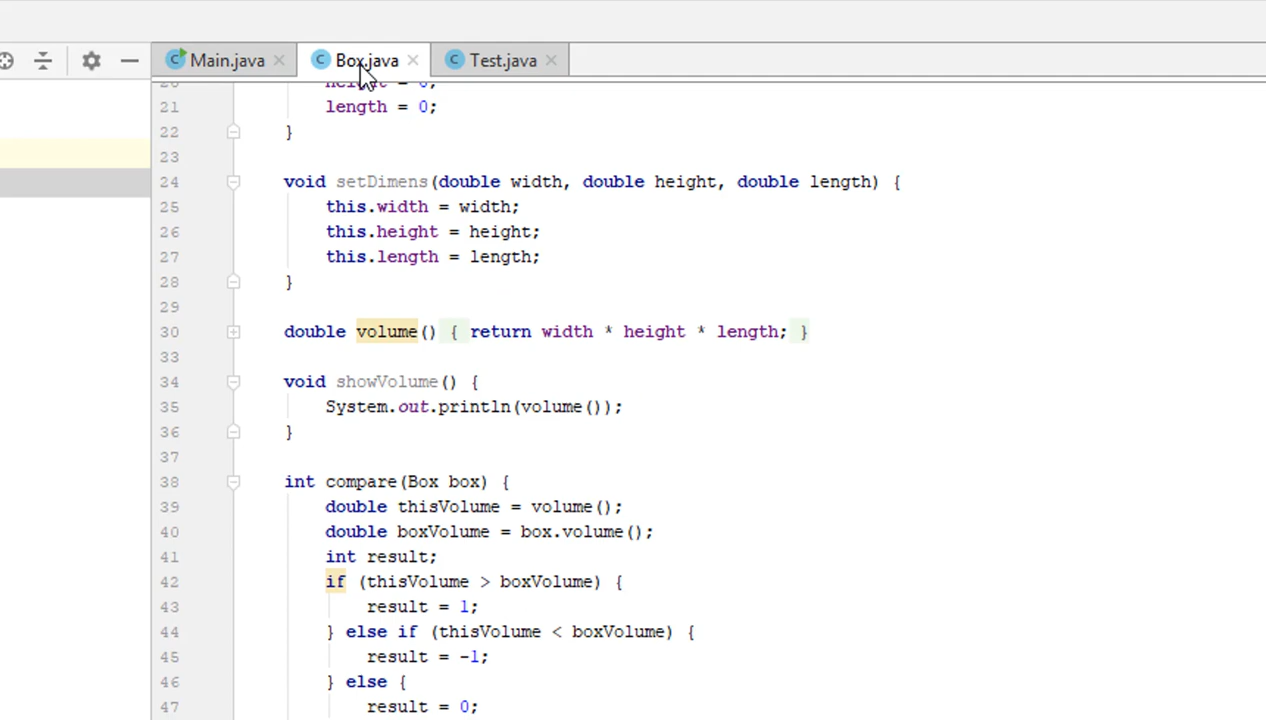 Main.java
Box.java
Test.java
20 height = 0;
21 length = 0;
22 }
23
24 void setDimens(double width, double height, double length) {
25 this.width = width;
26 this.height = height;
27 this.length = length;
28 }
29
30 double volume() { return width * height * length; }
33
34 void showVolume() {
35 System.out.println(volume());
36 }
37
38 int compare(Box box) {
39 double thisVolume = volume();
40 double boxVolume = box.volume();
41 int result;
42 if (thisVolume > boxVolume) {
43 result = 1;
44 } else if (thisVolume < boxVolume) {
45 result = -1;
46 } else {
47 result = 0;